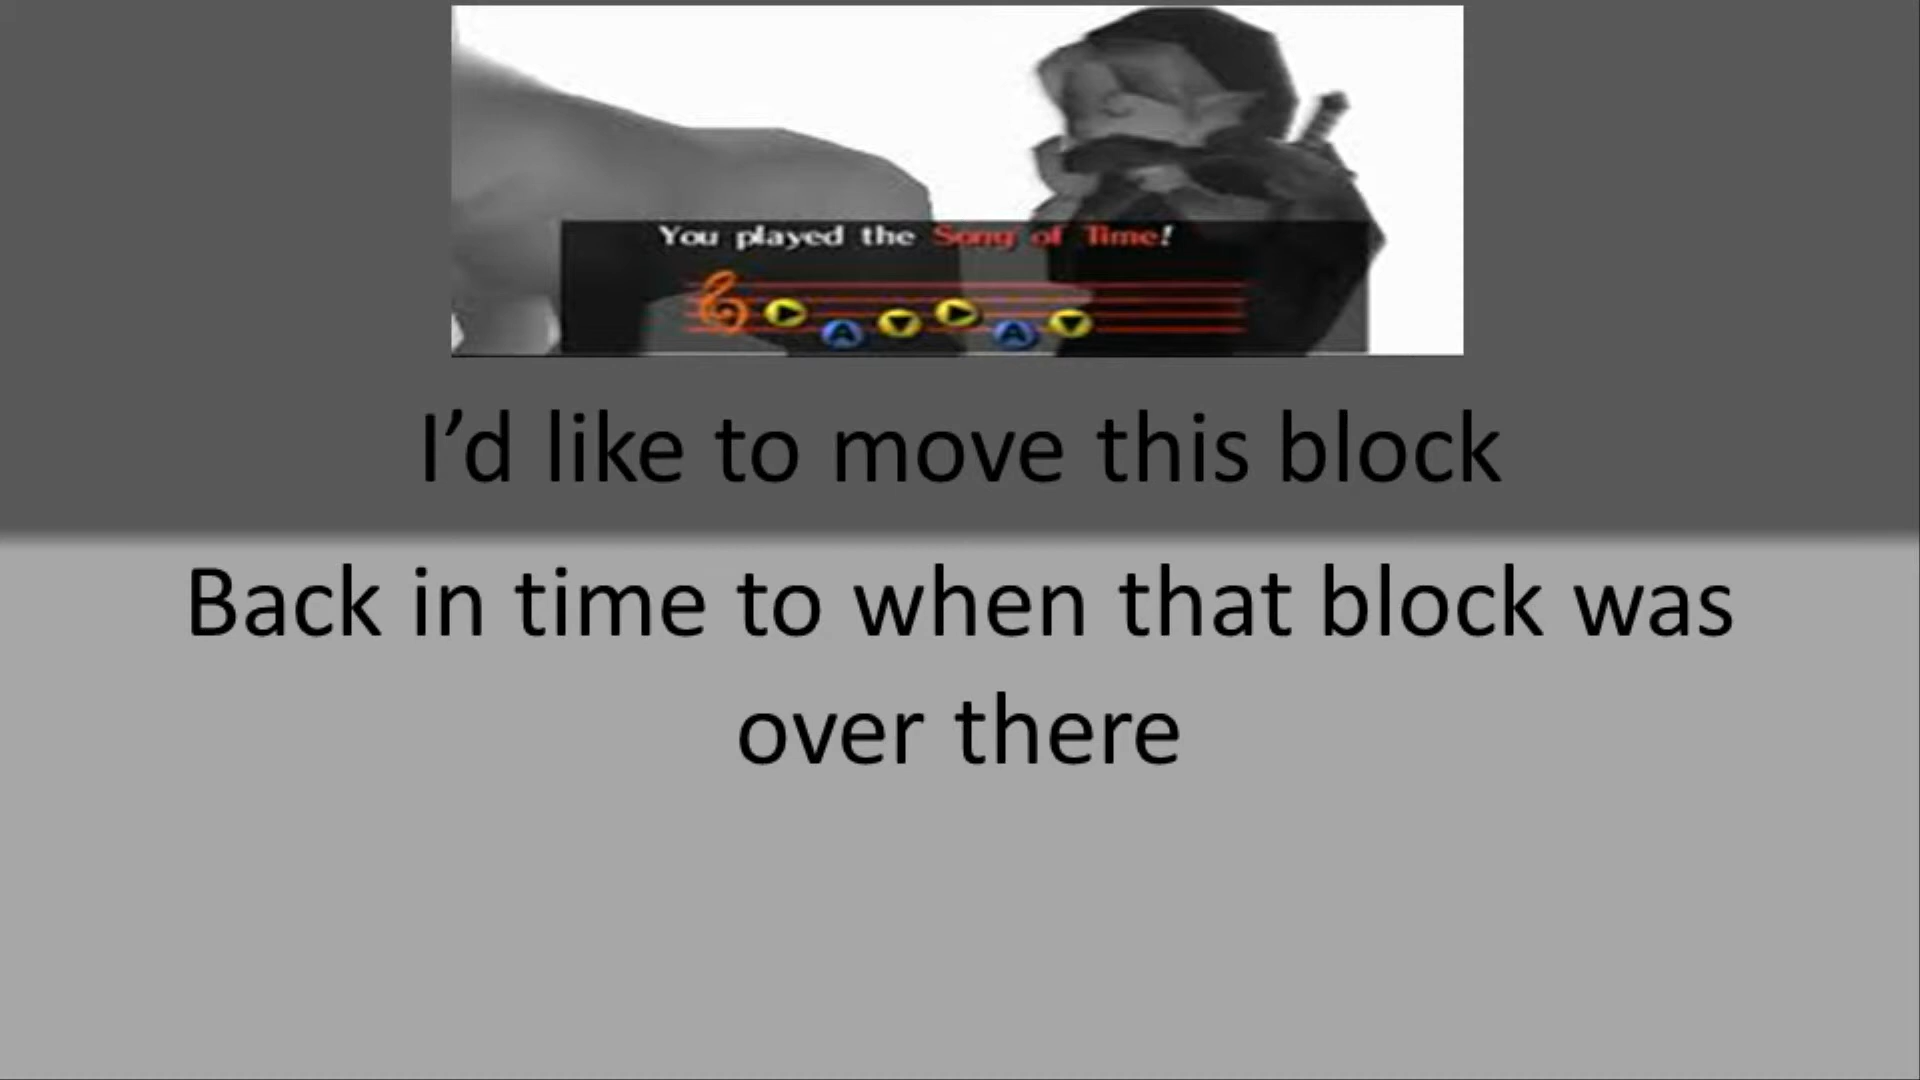 You played the Song of Time!
A A
I’d like to move this block
Back in time to when that block was
over there